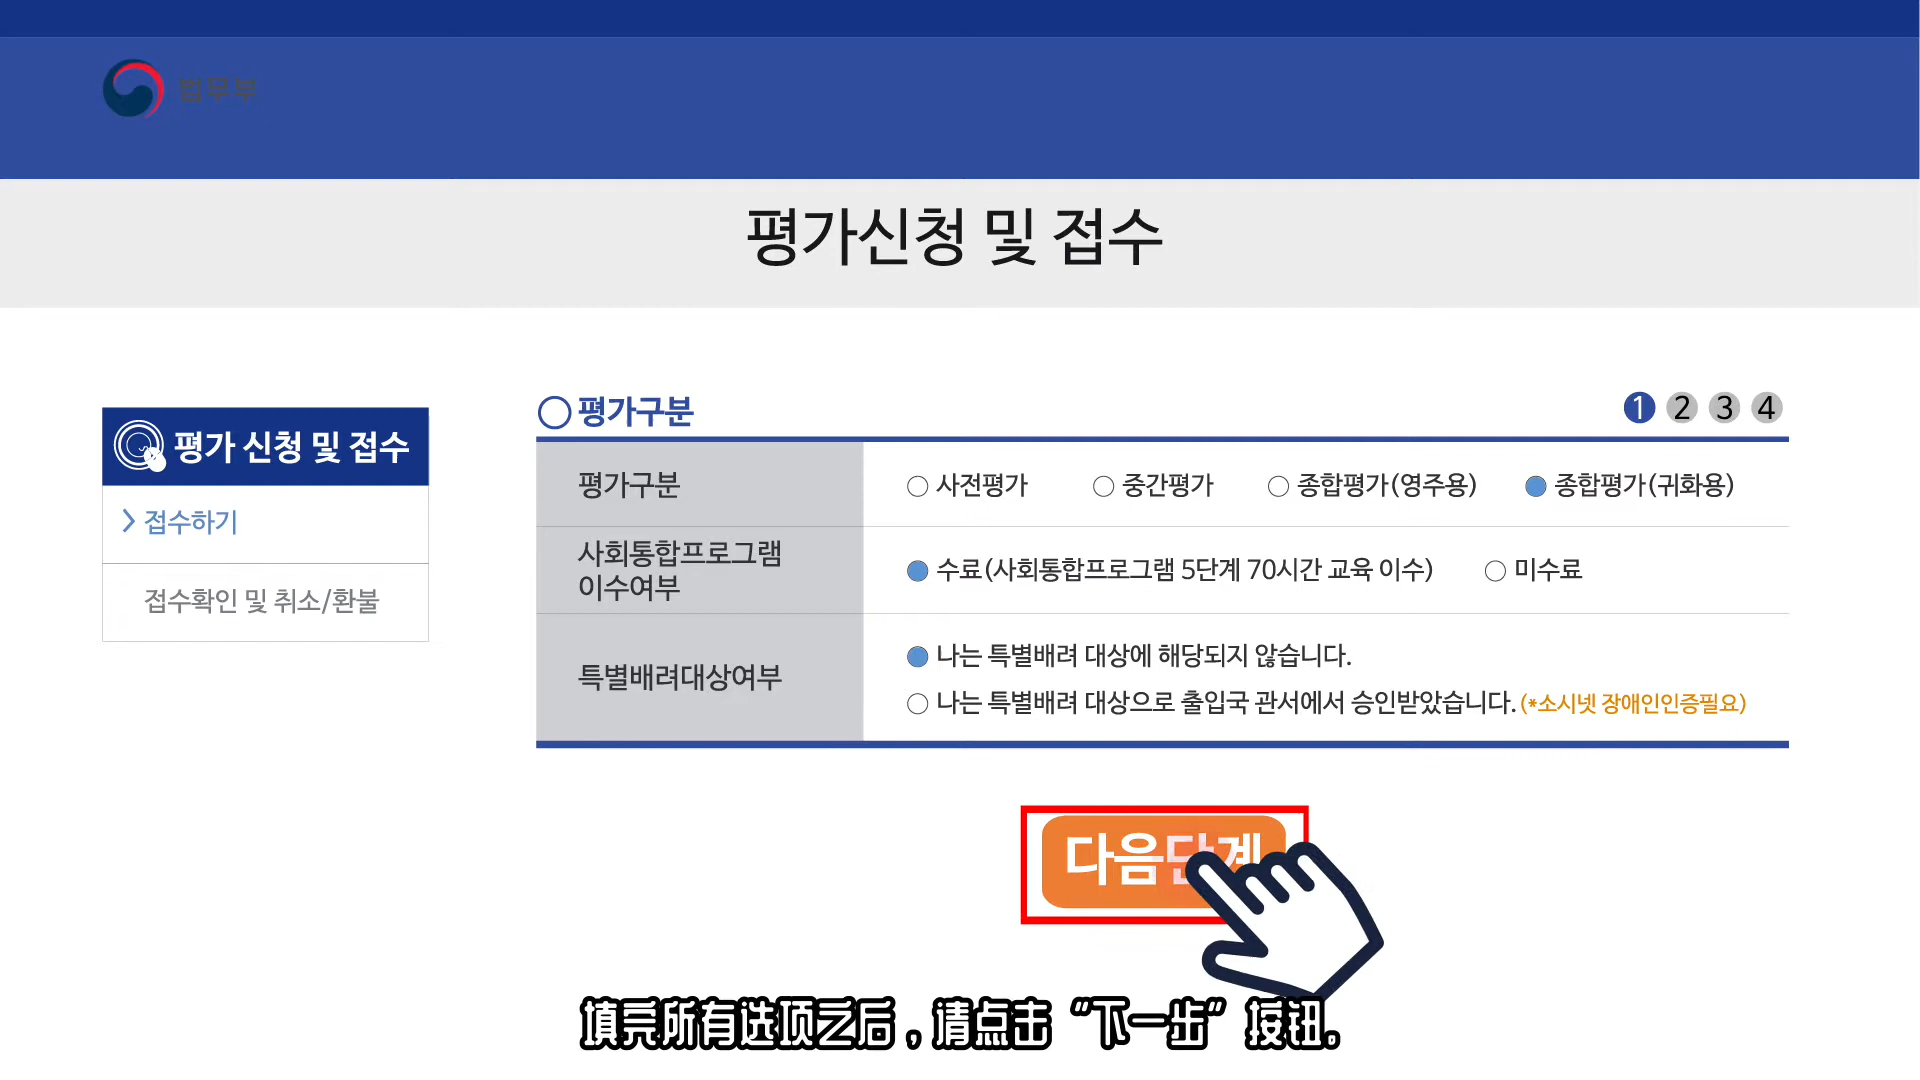 법무부
평가신청 및 접수
평가 신청 및 접수
접수하기
접수확인 및 취소/환불
평가구분
1 2 3 4
평가구분 사전평가 중간평가 종합평가(영주용) 종합평가(귀화용)
사회통합프로그램
이수여부
수료(사회통합프로그램 5단계 70시간 교육 이수) 미수료
특별배려대상여부
나는 특별배려 대상에 해당되지 않습니다.
나는 특별배려 대상으로 출입국 관서에서 승인받았습니다.(*소시넷 장애인인증필요)
다음단계
填完所有选项之后，请点击“下一步”按钮.